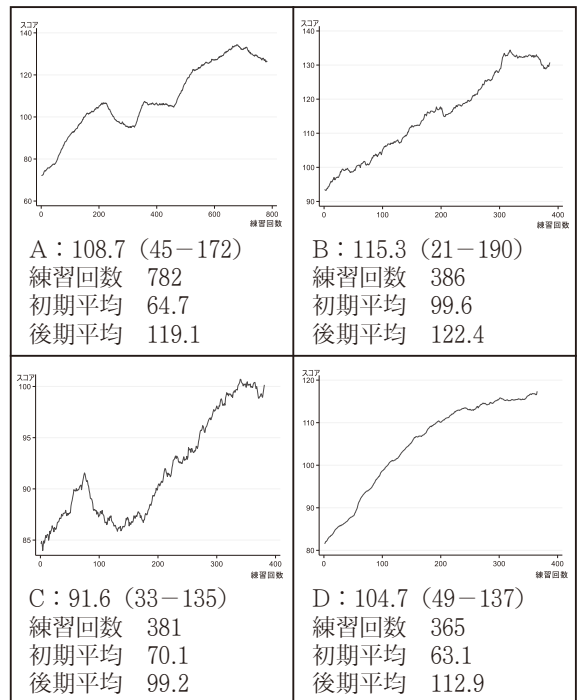 スコア
140
120
100
80
60
0
200
400
600
800
練習回数
A：108.7（45－172）
練習回数 782
初期平均 64.7
後期平均 119.1
スコア
140
130
120
110
100
90
0
100
200
300
400
練習回数
B：115.3（21－190）
練習回数 386
初期平均 99.6
後期平均 122.4
スコア
100
95
90
85
0
100
200
300
400
練習回数
C：91.6（33－135）
練習回数 381
初期平均 70.1
後期平均 99.2
スコア
120
110
100
90
80
0
100
200
300
400
練習回数
D：104.7（49－137）
練習回数 365
初期平均 63.1
後期平均 112.9